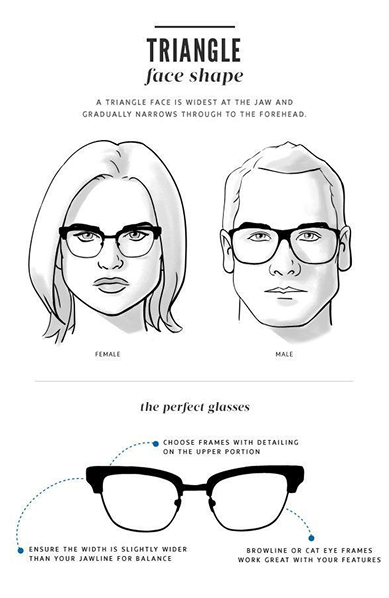 TRIANGLE
face shape
A TRIANGLE FACE IS WIDEST AT THE JAW AND
GRADUALLY NARROWS THROUGH TO THE FOREHEAD.
FEMALE
MALE
the perfect glasses
CHOOSE FRAMES WITH DETAILING
ON THE UPPER PORTION
ENSURE THE WIDTH IS SLIGHTLY WIDER
THAN YOUR JAWLINE FOR BALANCE
BROWLINE OR CAT EYE FRAMES
WORK GREAT WITH YOUR FEATURES